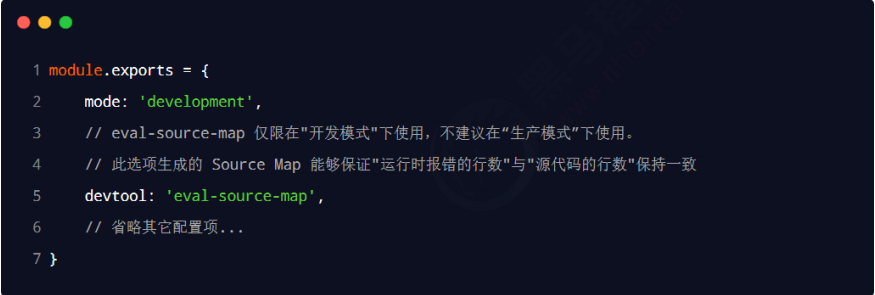 1 module.exports = {
2 mode: 'development',
3 // eval-source-map 仅限在"开发模式"下使用，不建议在“生产模式”下使用。
4 // 此选项生成的 Source Map 能够保证"运行时报错的行数"与"源代码的行数"保持一致
5 devtool: 'eval-source-map',
6 // 省略其它配置项...
7 }